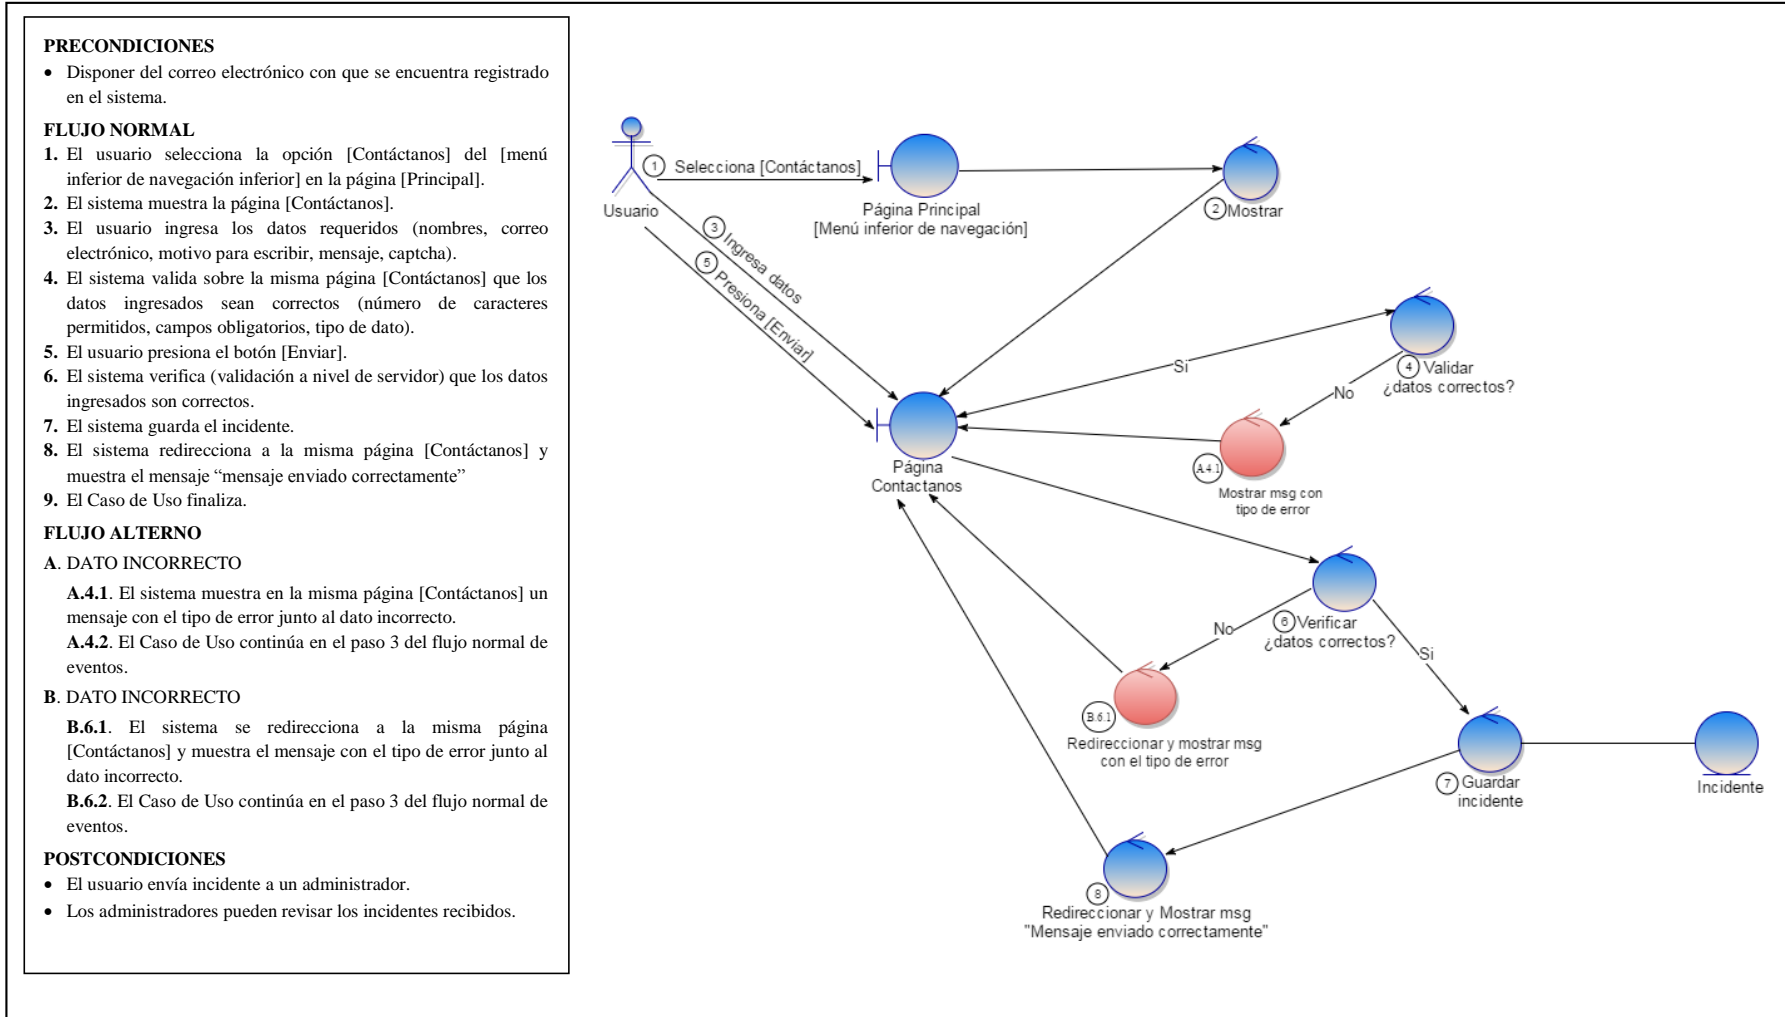 PRECONDICIONES
• Disponer del correo electrónico con que se encuentra registrado
en el sistema.
FLUJO NORMAL
1. El usuario selecciona la opción [Contáctanos] del [menú
inferior de navegación inferior] en la página [Principal].
2. El sistema muestra la página [Contáctanos].
3. El usuario ingresa los datos requeridos (nombres, correo
electrónico, motivo para escribir, mensaje, captcha).
4. El sistema valida sobre la misma página [Contáctanos] que los
datos ingresados sean correctos (número de caracteres
permitidos, campos obligatorios, tipo de dato).
5. El usuario presiona el botón [Enviar].
6. El sistema verifica (validación a nivel de servidor) que los datos
ingresados son correctos.
7. El sistema guarda el incidente.
8. El sistema redirecciona a la misma página [Contáctanos] y
muestra el mensaje “mensaje enviado correctamente”
9. El Caso de Uso finaliza.
FLUJO ALTERNO
A. DATO INCORRECTO
A.4.1. El sistema muestra en la misma página [Contáctanos] un
mensaje con el tipo de error junto al dato incorrecto.
A.4.2. El Caso de Uso continúa en el paso 3 del flujo normal de
eventos.
B. DATO INCORRECTO
B.6.1. El sistema se redirecciona a la misma página
[Contáctanos] y muestra el mensaje con el tipo de error junto al
dato incorrecto.
B.6.2. El Caso de Uso continúa en el paso 3 del flujo normal de
eventos.
POSTCONDICIONES
• El usuario envía incidente a un administrador.
• Los administradores pueden revisar los incidentes recibidos.
1 Selecciona [Contáctanos]
Usuario
Página Principal
[Menú inferior de navegación]
2 Mostrar
3 Ingresa datos
5 Presiona [Enviar]
Si
4 Validar
¿datos correctos?
No
A.4.1
Mostrar msg con
tipo de error
Página
Contactanos
6 Verificar
¿datos correctos?
No
Si
B.6.1
Redireccionar y mostrar msg
con el tipo de error
7 Guardar
incidente
Incidente
8
Redireccionar y Mostrar msg
"Mensaje enviado correctamente"